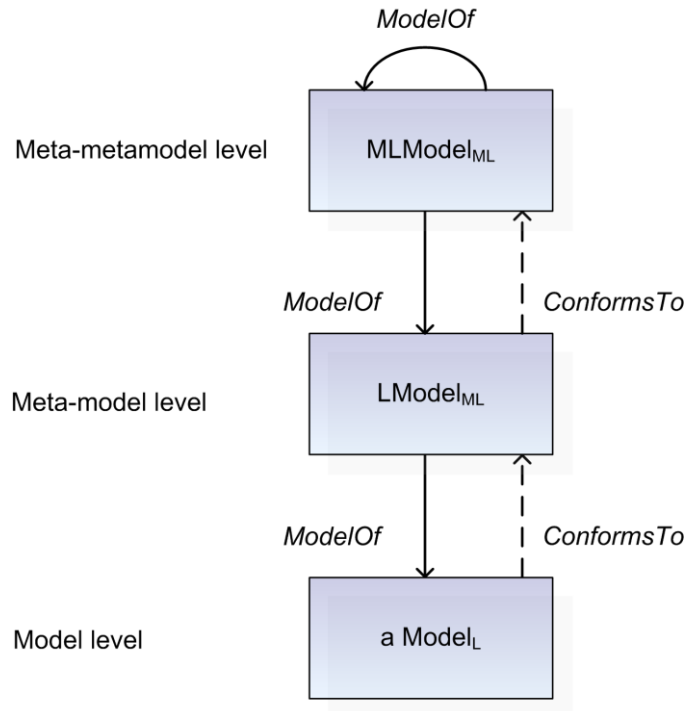 ModelOf
Meta-metamodel level
MLModelML
ModelOf
ConformsTo
Meta-model level
LModelML
ModelOf
ConformsTo
Model level
a ModelL